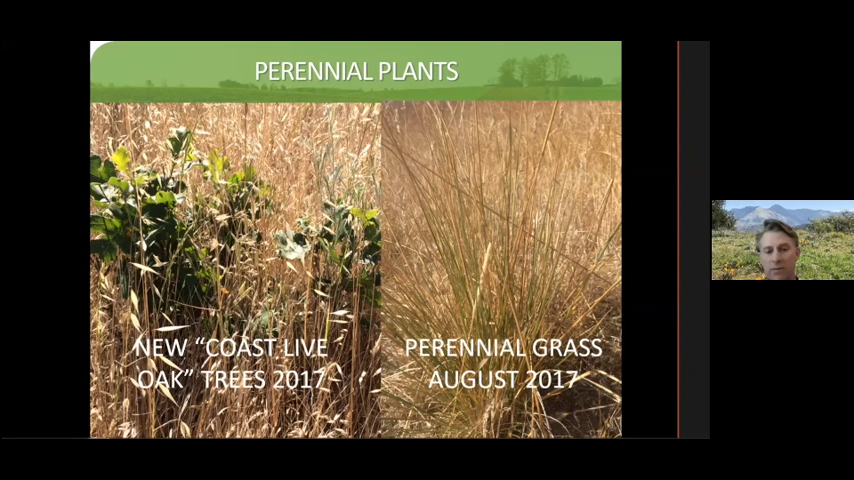 PERENNIAL PLANTS
NEW “COAST LIVE
OAK” TREES 2017
PERENNIAL GRASS
AUGUST 2017